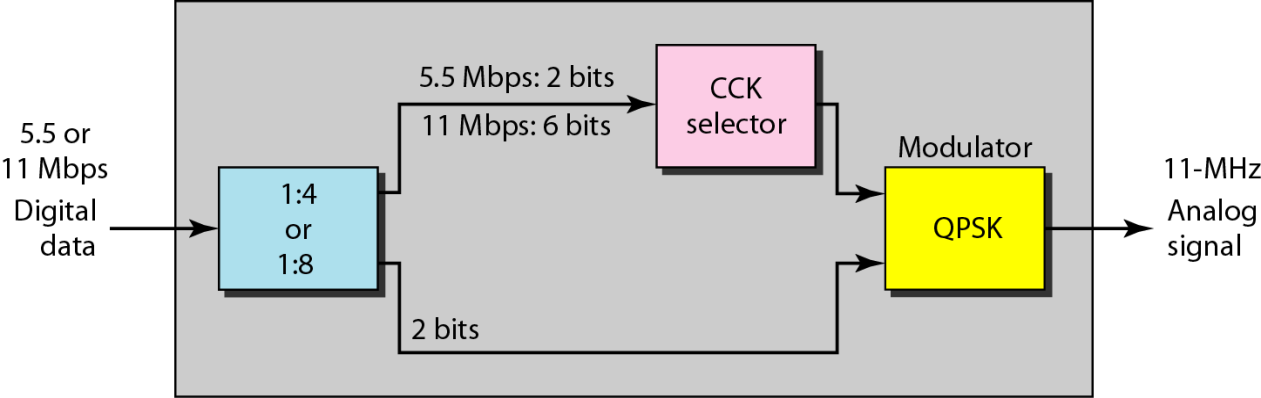 5.5 or
11 Mbps
Digital
data
1:4
or
1:8
5.5 Mbps: 2 bits
11 Mbps: 6 bits
2 bits
CCK
selector
Modulator
QPSK
11-MHz
Analog
signal